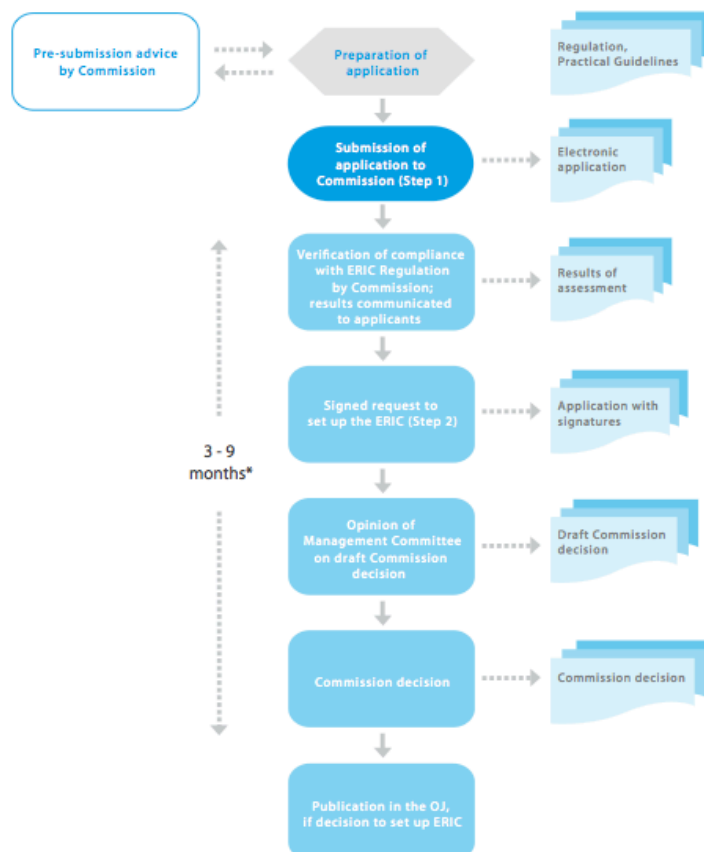 Pre-submission advice
by Commission
Preparation of
application
Regulation,
Practical Guidelines
Submission of
application to
Commission (Step 1)
Electronic
application
Verification of compliance
with ERIC Regulation
by Commission;
results communicated
to applicants
Results of
assessment
Signed request to
set up the ERIC (Step 2)
Application with
signatures
3 - 9
months*
Opinion of
Management Committee
on draft Commission
decision
Draft Commission
decision
Commission decision
Commission decision
Publication in the OJ,
if decision to set up ERIC